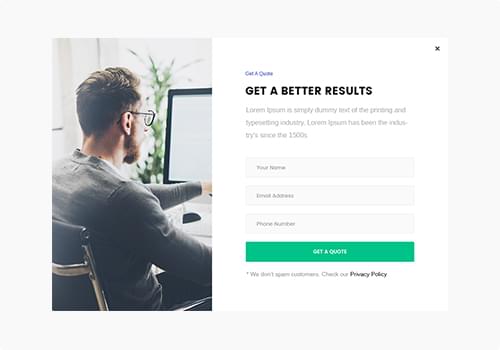 ×
Get A Quote
GET A BETTER RESULTS
Lorem Ipsum is simply dummy text of the printing and
typesetting industry. Lorem Ipsum has been the indus-
try's since the 1500s
Your Name
Email Address
Phone Number
GET A QUOTE
* We don't spam customers. Check our Privacy Policy